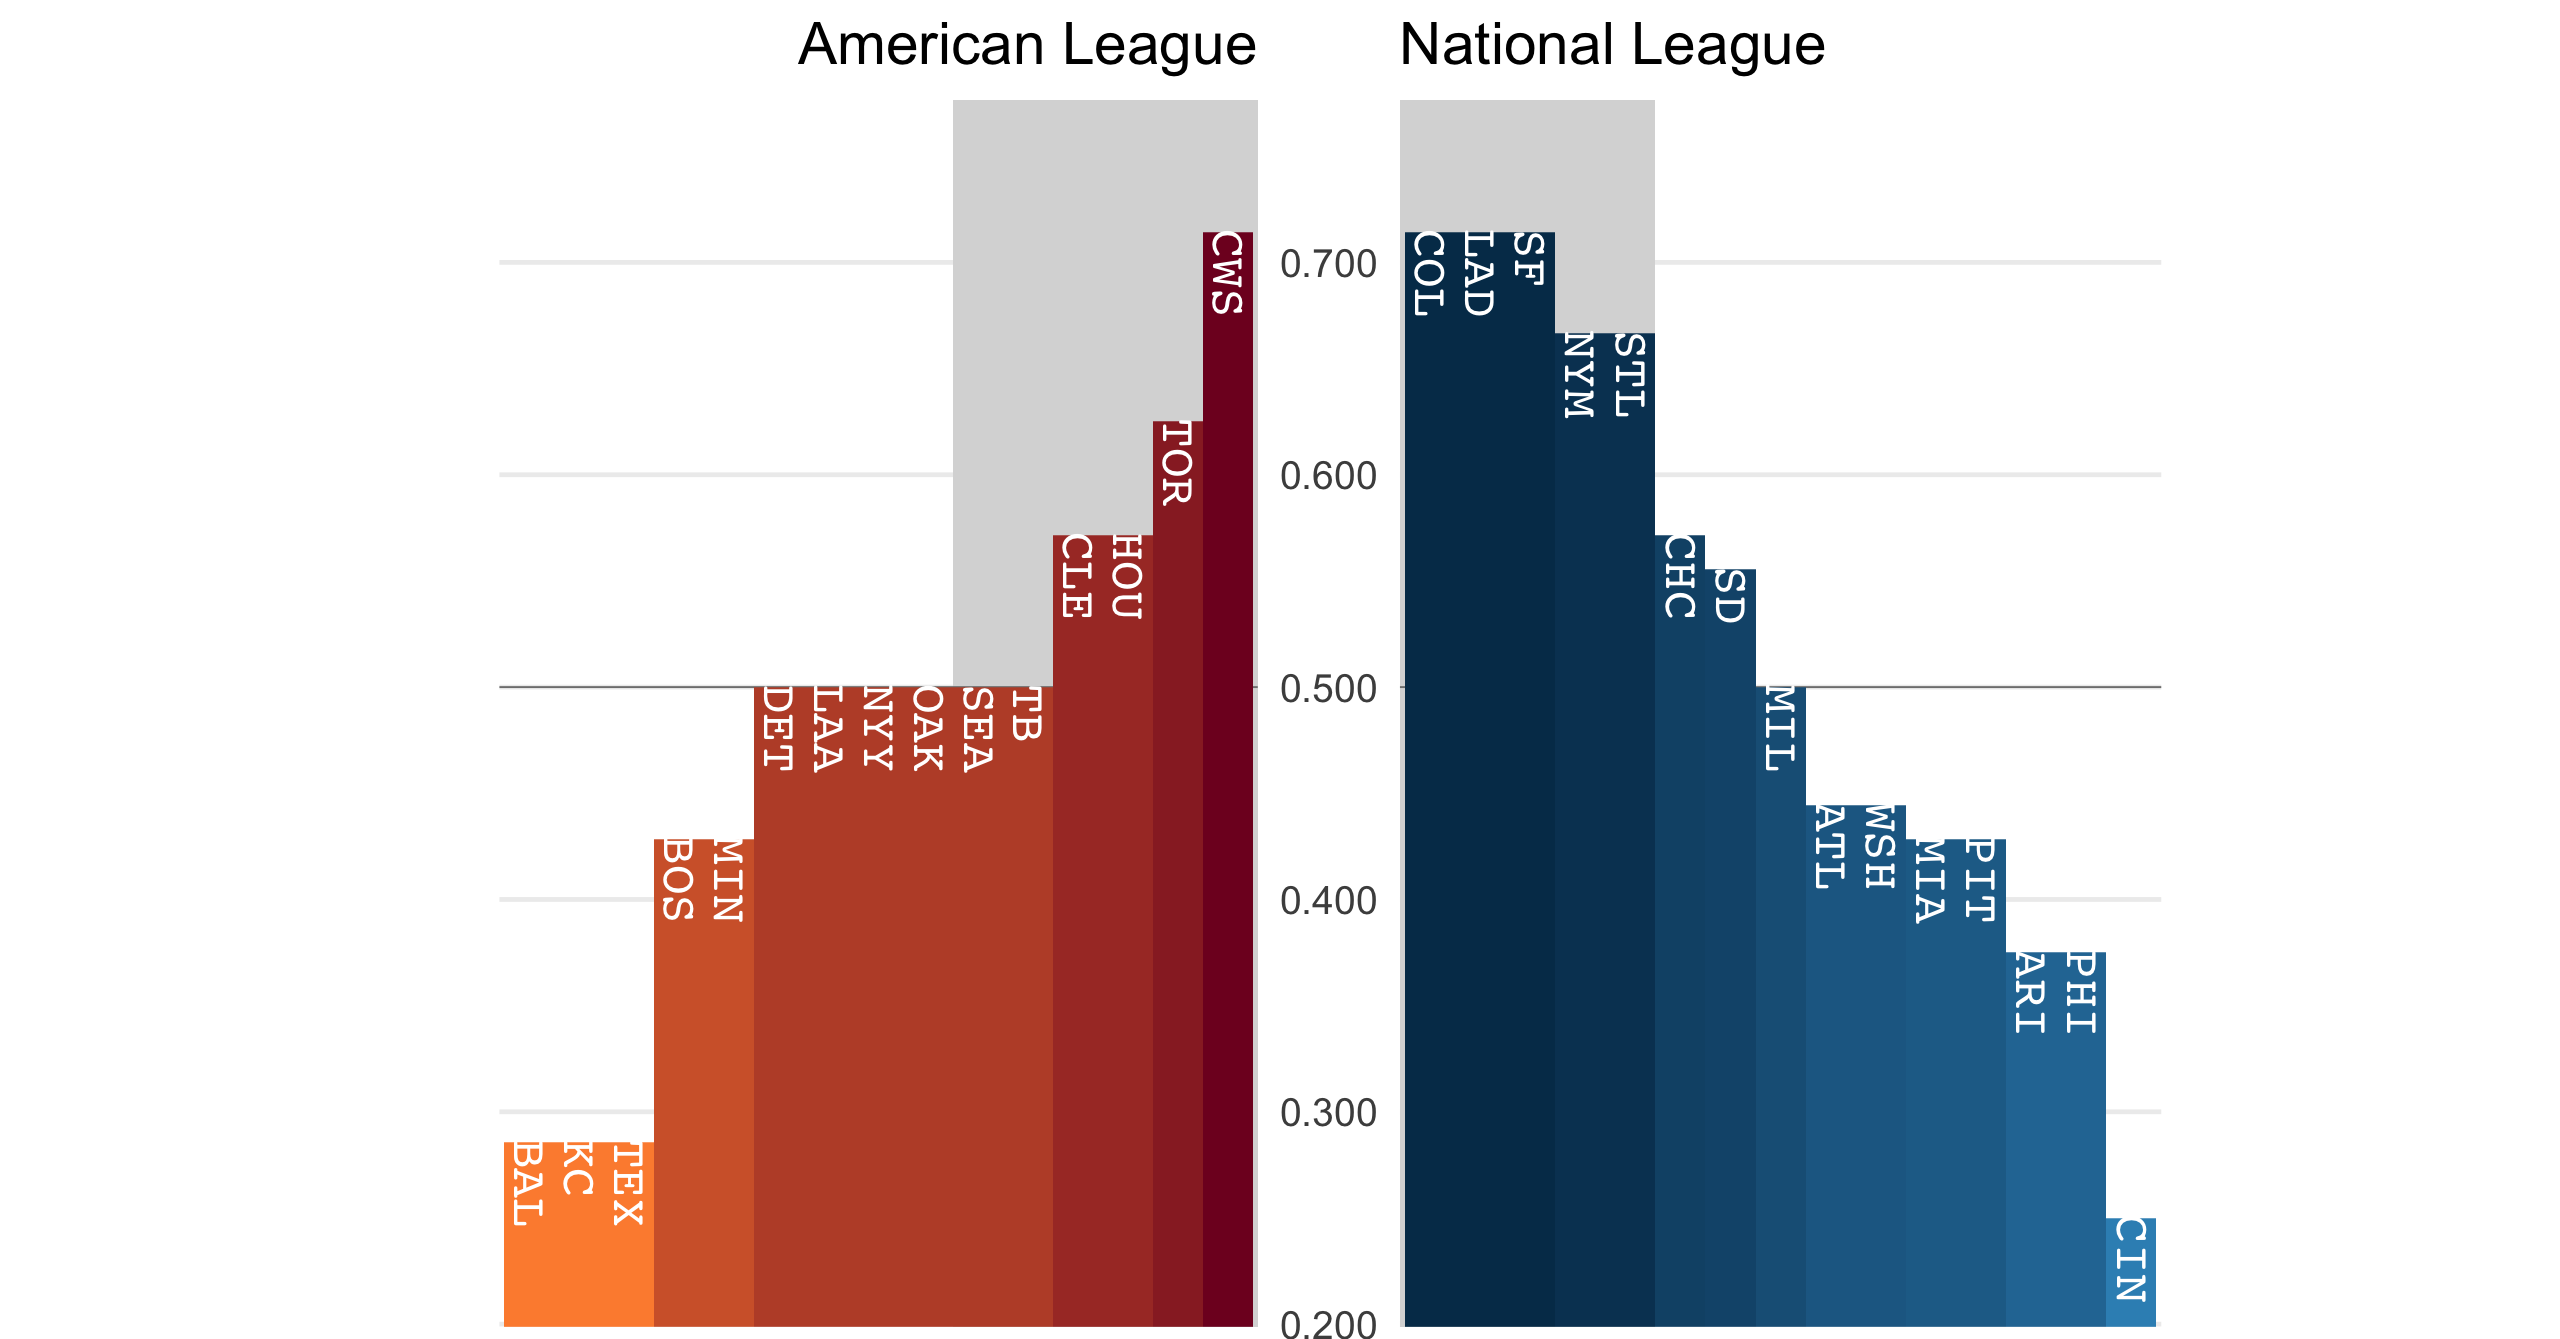 American League
National League
0.700
0.600
0.500
0.400
0.300
0.200
BAL
KC
TEX
BOS
MIN
DET
LAA
NYY
OAK
SEA
TB
CLE
HOU
TOR
CWS
COL
LAD
SF
NYM
STL
CHC
SD
MIL
ATL
WSH
MIA
PIT
ARI
PHI
CIN